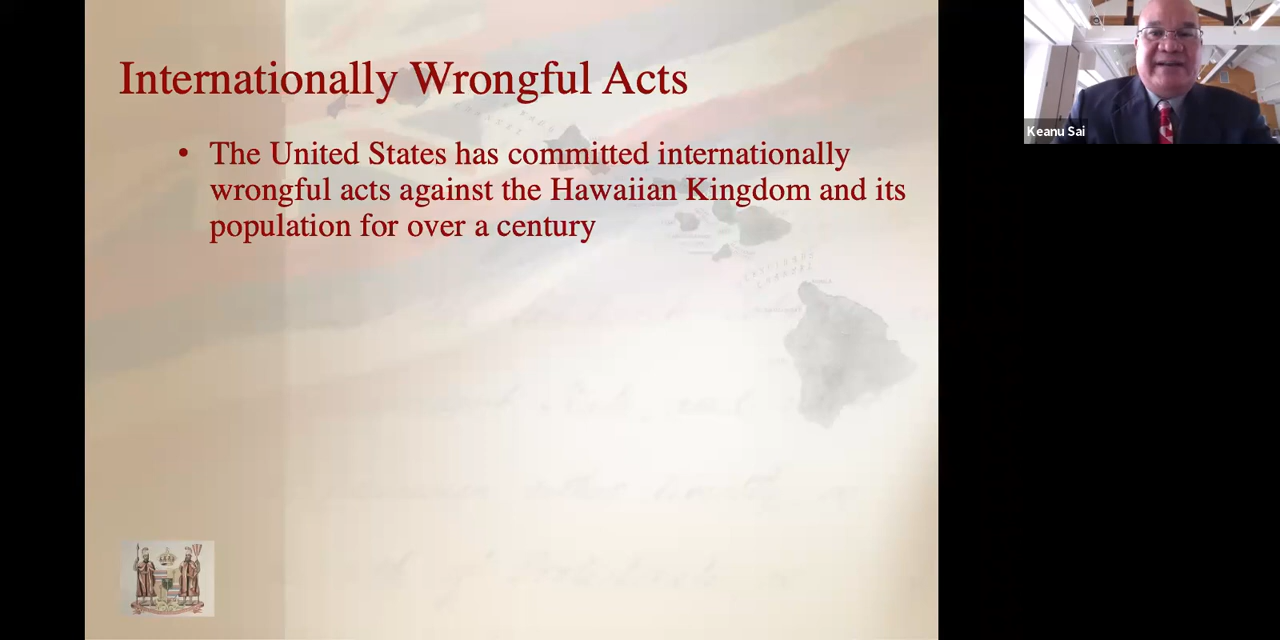 Internationally Wrongful Acts
• The United States has committed internationally
wrongful acts against the Hawaiian Kingdom and its
population for over a century
Keanu Sai